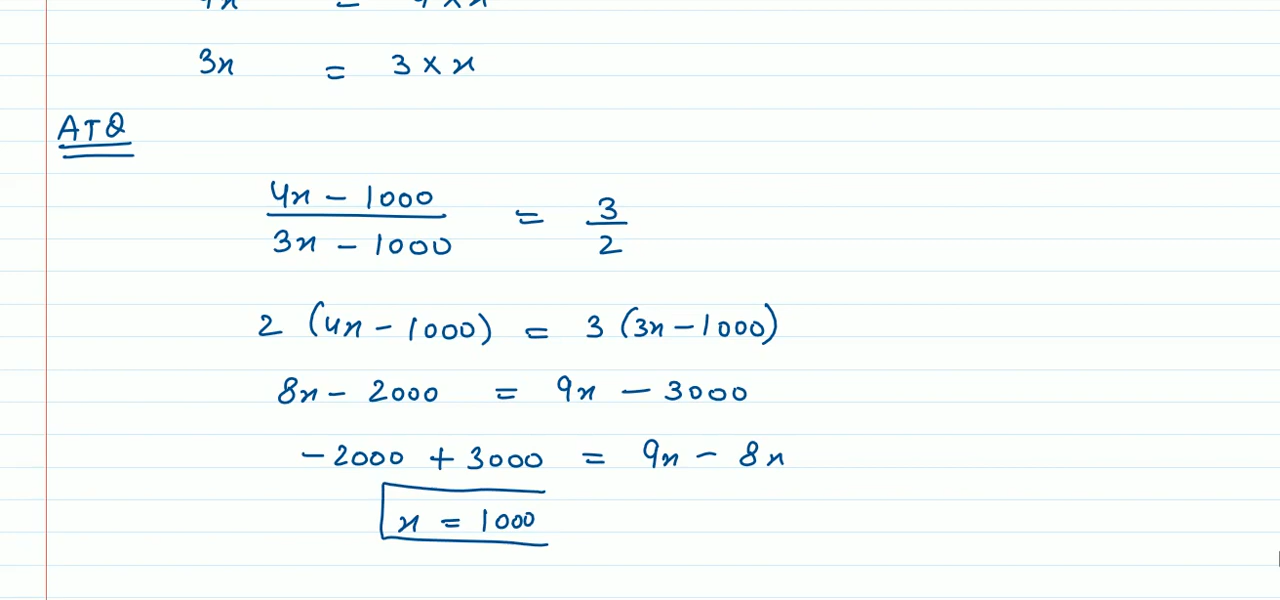 3x = 3 × x
ATQ
4x - 1000 / 3x - 1000 = 3 / 2
2 (4x - 1000) = 3 (3x - 1000)
8x - 2000 = 9x - 3000
- 2000 + 3000 = 9x - 8x
x = 1000